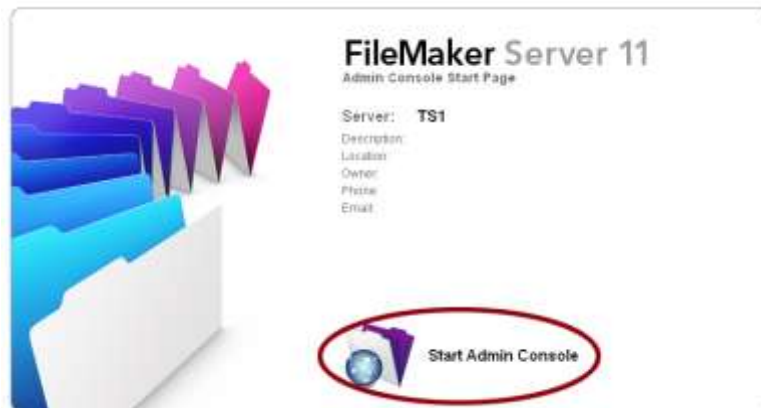 FileMaker Server 11
Admin Console Start Page
Server: TS1
Description:
Location:
Owner:
Phone:
Email:
Start Admin Console